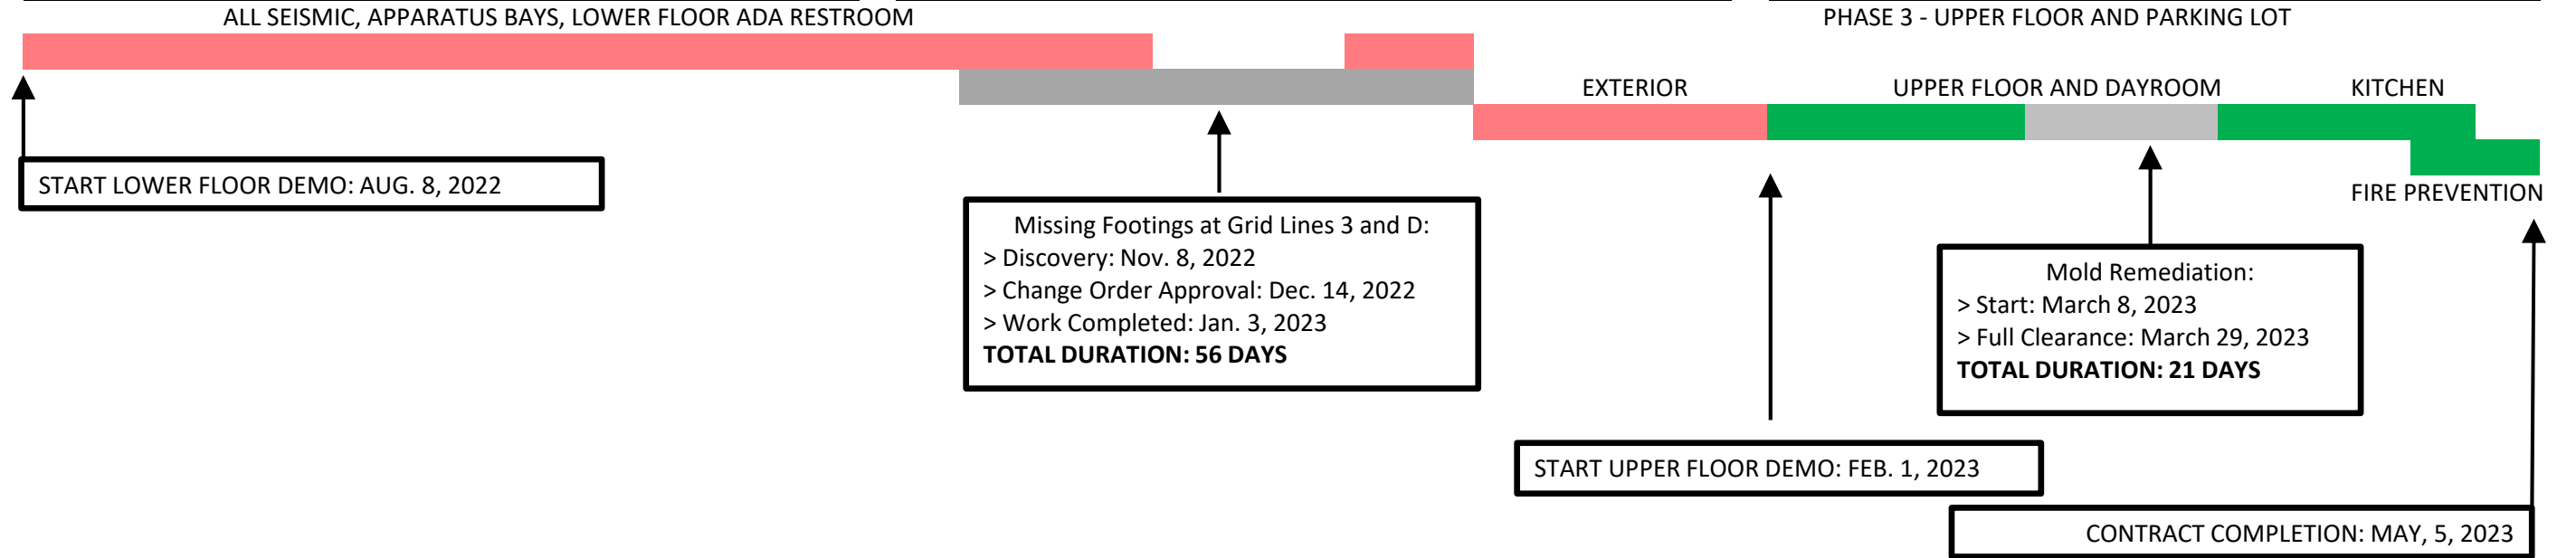 ALL SEISMIC, APPARATUS BAYS, LOWER FLOOR ADA RESTROOM
PHASE 3 - UPPER FLOOR AND PARKING LOT
EXTERIOR
UPPER FLOOR AND DAYROOM
KITCHEN
START LOWER FLOOR DEMO: AUG. 8, 2022
FIRE PREVENTION
Missing Footings at Grid Lines 3 and D:
> Discovery: Nov. 8, 2022
> Change Order Approval: Dec. 14, 2022
> Work Completed: Jan. 3, 2023
TOTAL DURATION: 56 DAYS
Mold Remediation:
> Start: March 8, 2023
> Full Clearance: March 29, 2023
TOTAL DURATION: 21 DAYS
START UPPER FLOOR DEMO: FEB. 1, 2023
CONTRACT COMPLETION: MAY, 5, 2023